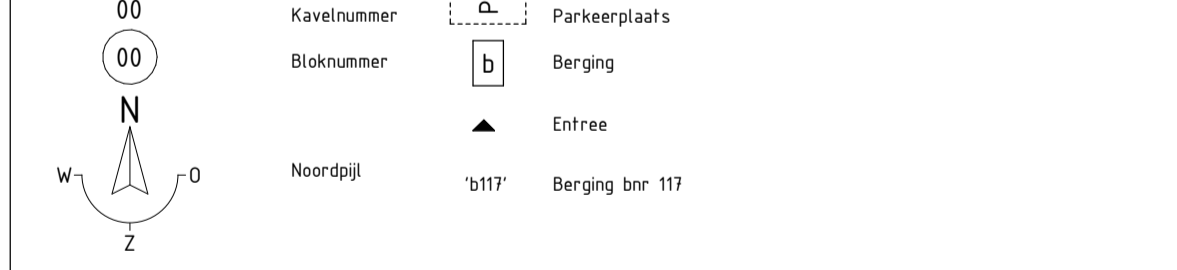 00 Kavelnummer P Parkeerplaats
00 Bloknummer b Berging
N
Entree
W O Noordpijl 'b117' Berging bnr 117
Z